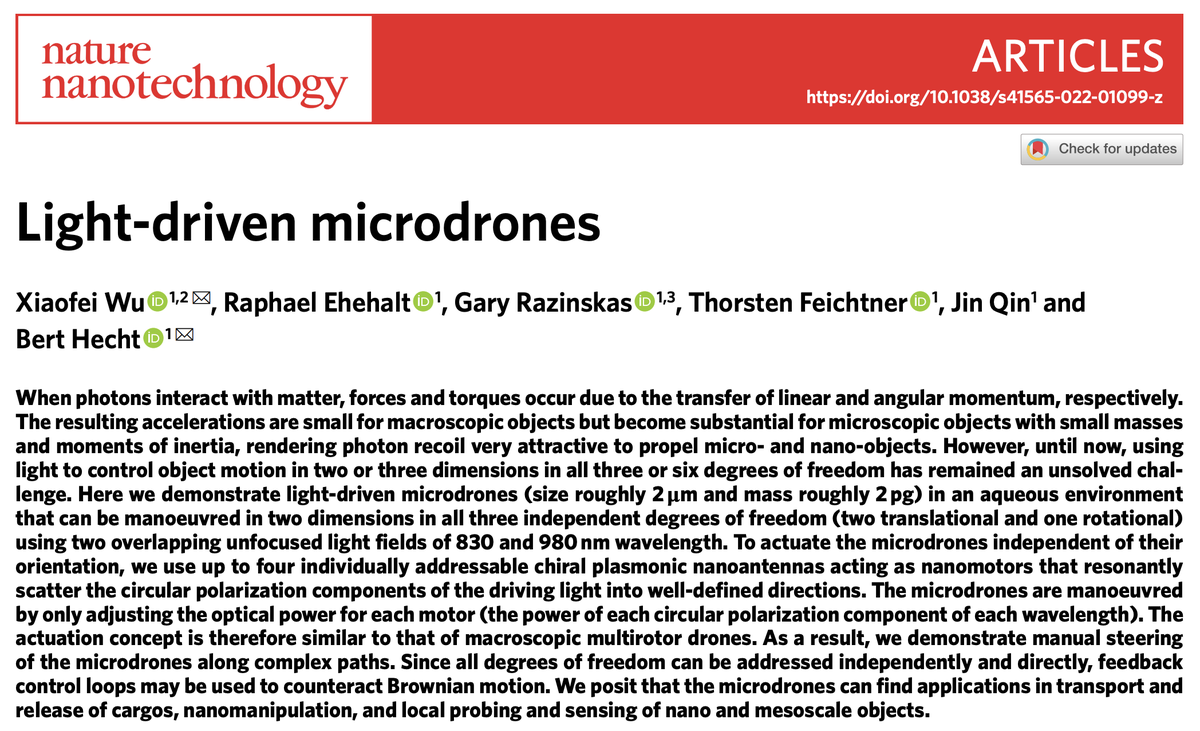 nature
nanotechnology
ARTICLES
https://doi.org/10.1038/s41565-022-01099-z
Check for updates
Light-driven microdrones
Xiaofei Wu iD 1,2 ✉, Raphael Ehehalt iD 1, Gary Razinskas iD 1,3, Thorsten Feichtner iD 1, Jin Qin1 and
Bert Hecht iD 1 ✉
When photons interact with matter, forces and torques occur due to the transfer of linear and angular momentum, respectively.
The resulting accelerations are small for macroscopic objects but become substantial for microscopic objects with small masses
and moments of inertia, rendering photon recoil very attractive to propel micro- and nano-objects. However, until now, using
light to control object motion in two or three dimensions in all three or six degrees of freedom has remained an unsolved chal-
lenge. Here we demonstrate light-driven microdrones (size roughly 2 μm and mass roughly 2 pg) in an aqueous environment
that can be manoeuvred in two dimensions in all three independent degrees of freedom (two translational and one rotational)
using two overlapping unfocused light fields of 830 and 980 nm wavelength. To actuate the microdrones independent of their
orientation, we use up to four individually addressable chiral plasmonic nanoantennas acting as nanomotors that resonantly
scatter the circular polarization components of the driving light into well-defined directions. The microdrones are manoeuvred
by only adjusting the optical power for each motor (the power of each circular polarization component of each wavelength). The
actuation concept is therefore similar to that of macroscopic multirotor drones. As a result, we demonstrate manual steering
of the microdrones along complex paths. Since all degrees of freedom can be addressed independently and directly, feedback
control loops may be used to counteract Brownian motion. We posit that the microdrones can find applications in transport and
release of cargos, nanomanipulation, and local probing and sensing of nano and mesoscale objects.